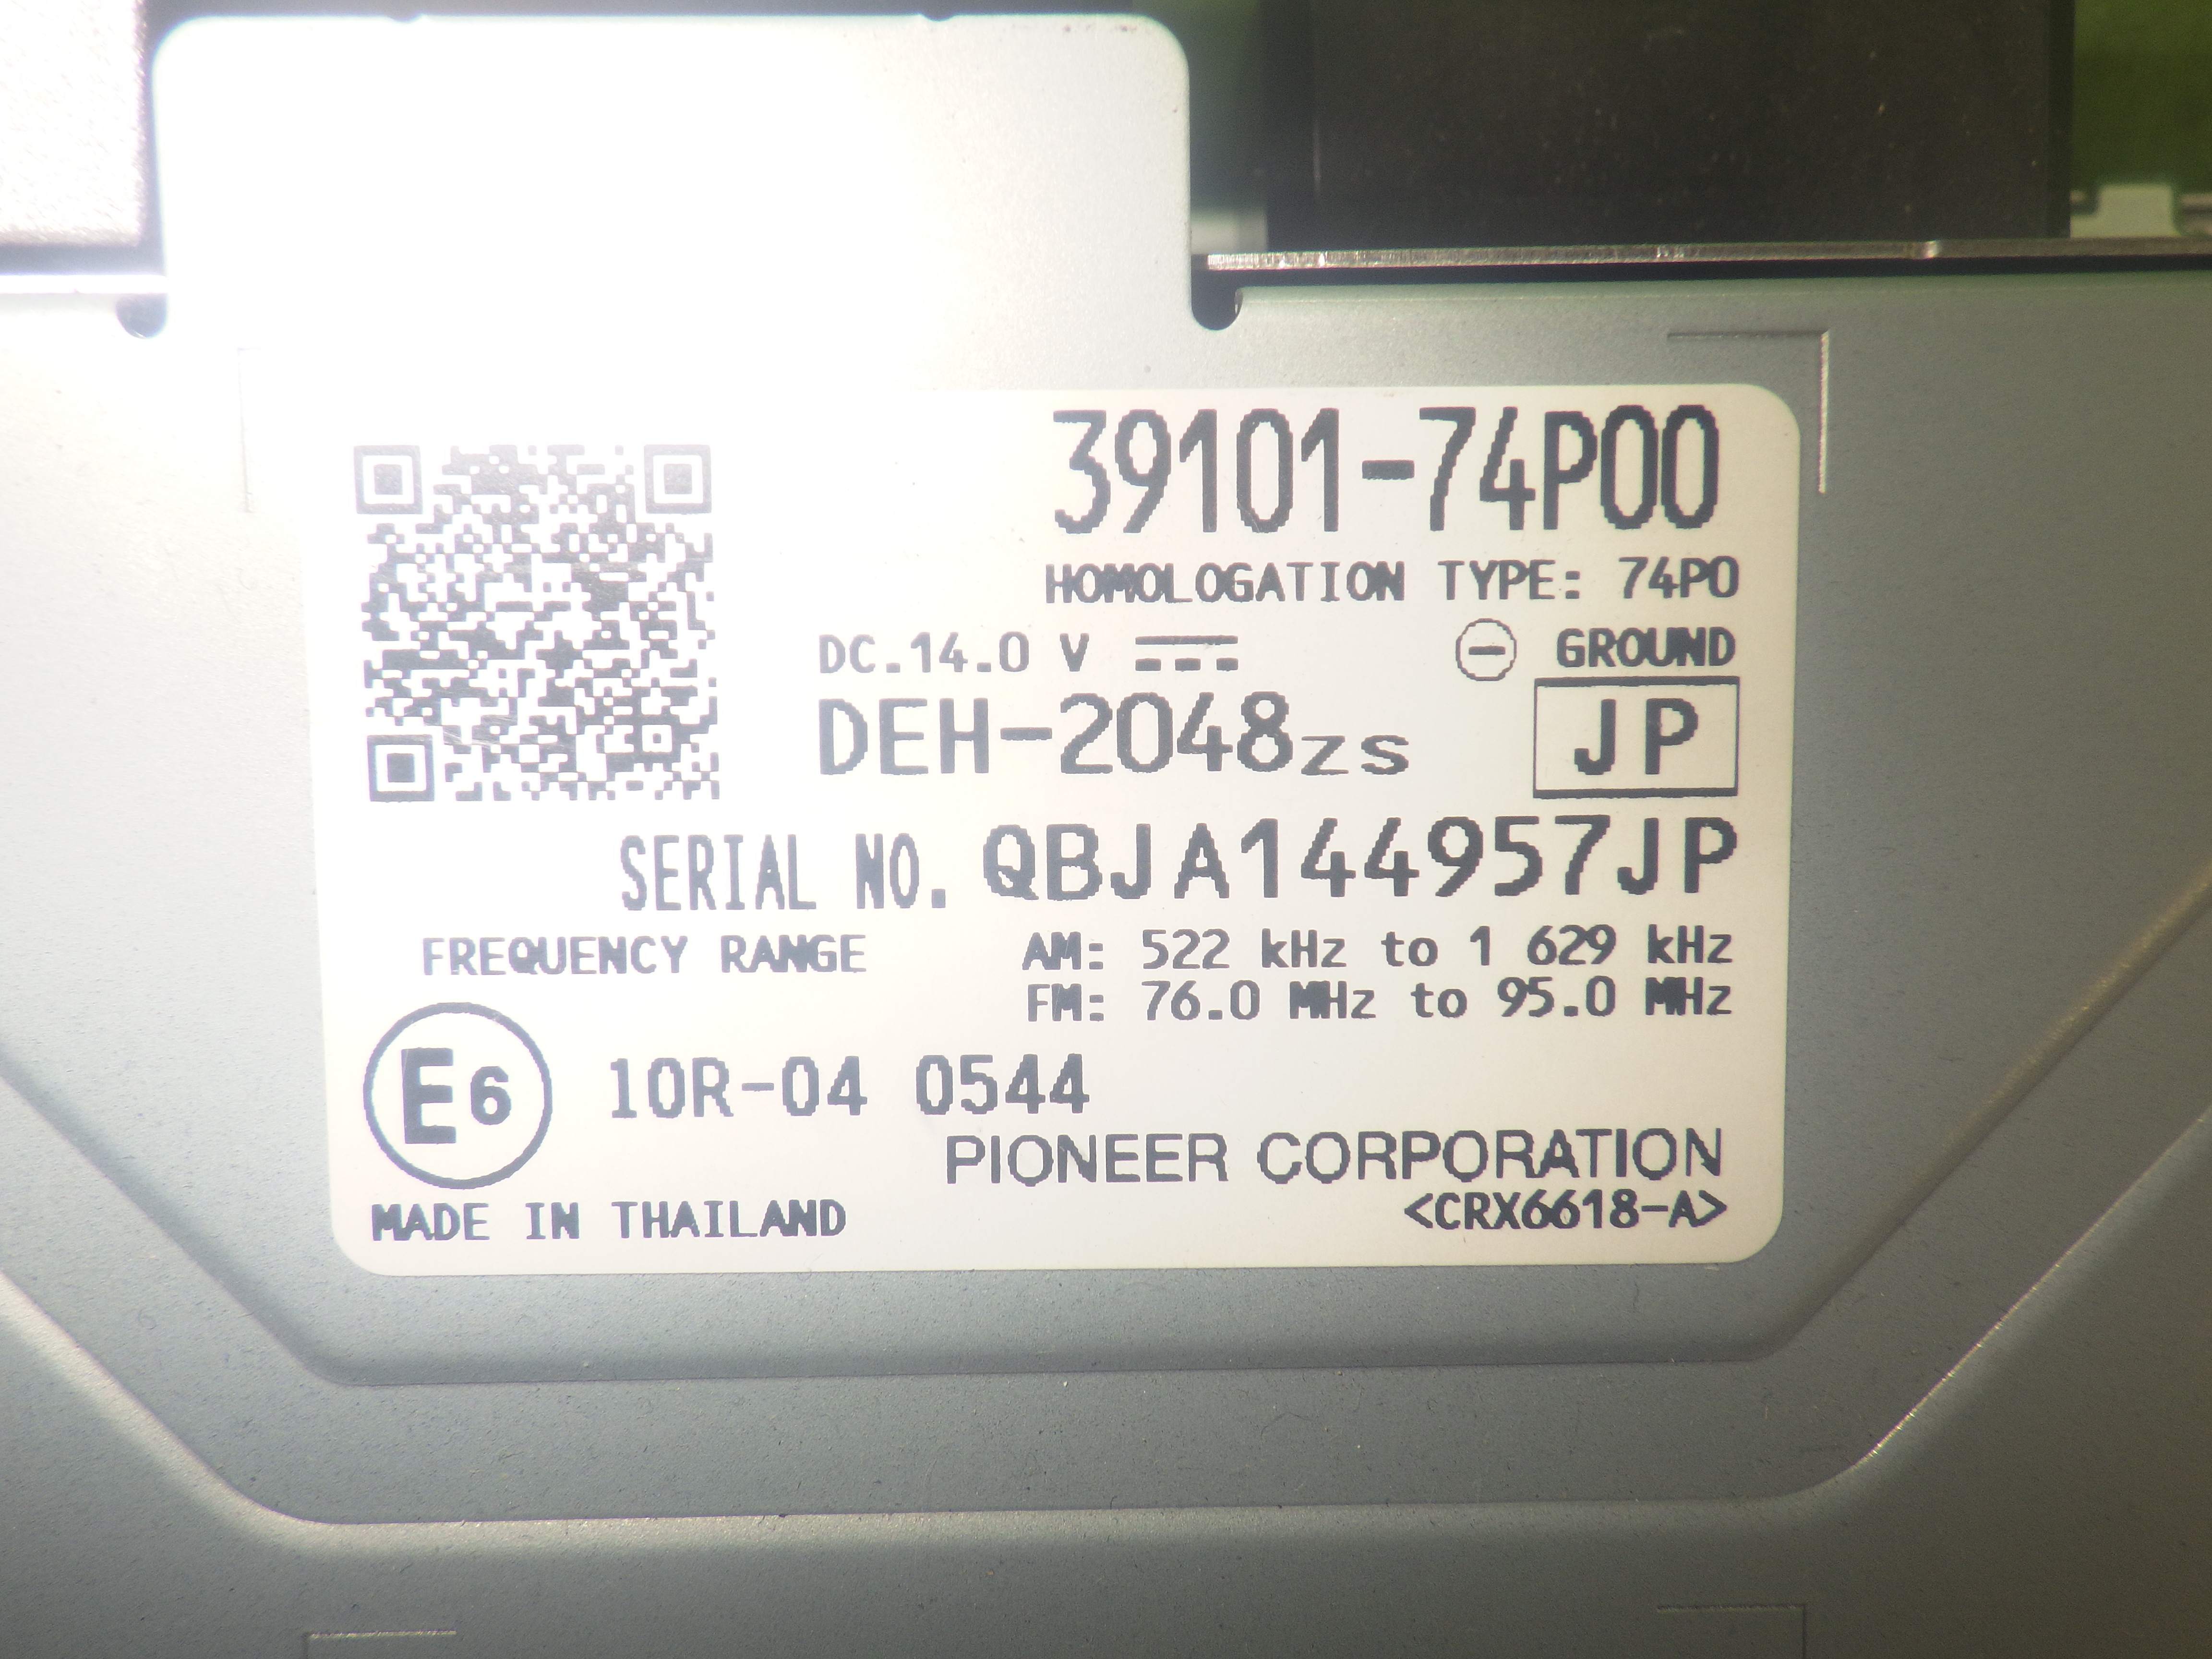 39101-74P00
HOMOLOGATION TYPE: 74P0
DC.14.0 V ⎓ ⊖ GROUND
DEH-2048ZS JP
SERIAL NO. QBJA144957JP
FREQUENCY RANGE AM: 522 kHz to 1 629 kHz
FM: 76.0 MHz to 95.0 MHz
E6 10R-04 0544
PIONEER CORPORATION
MADE IN THAILAND <CRX6618-A>